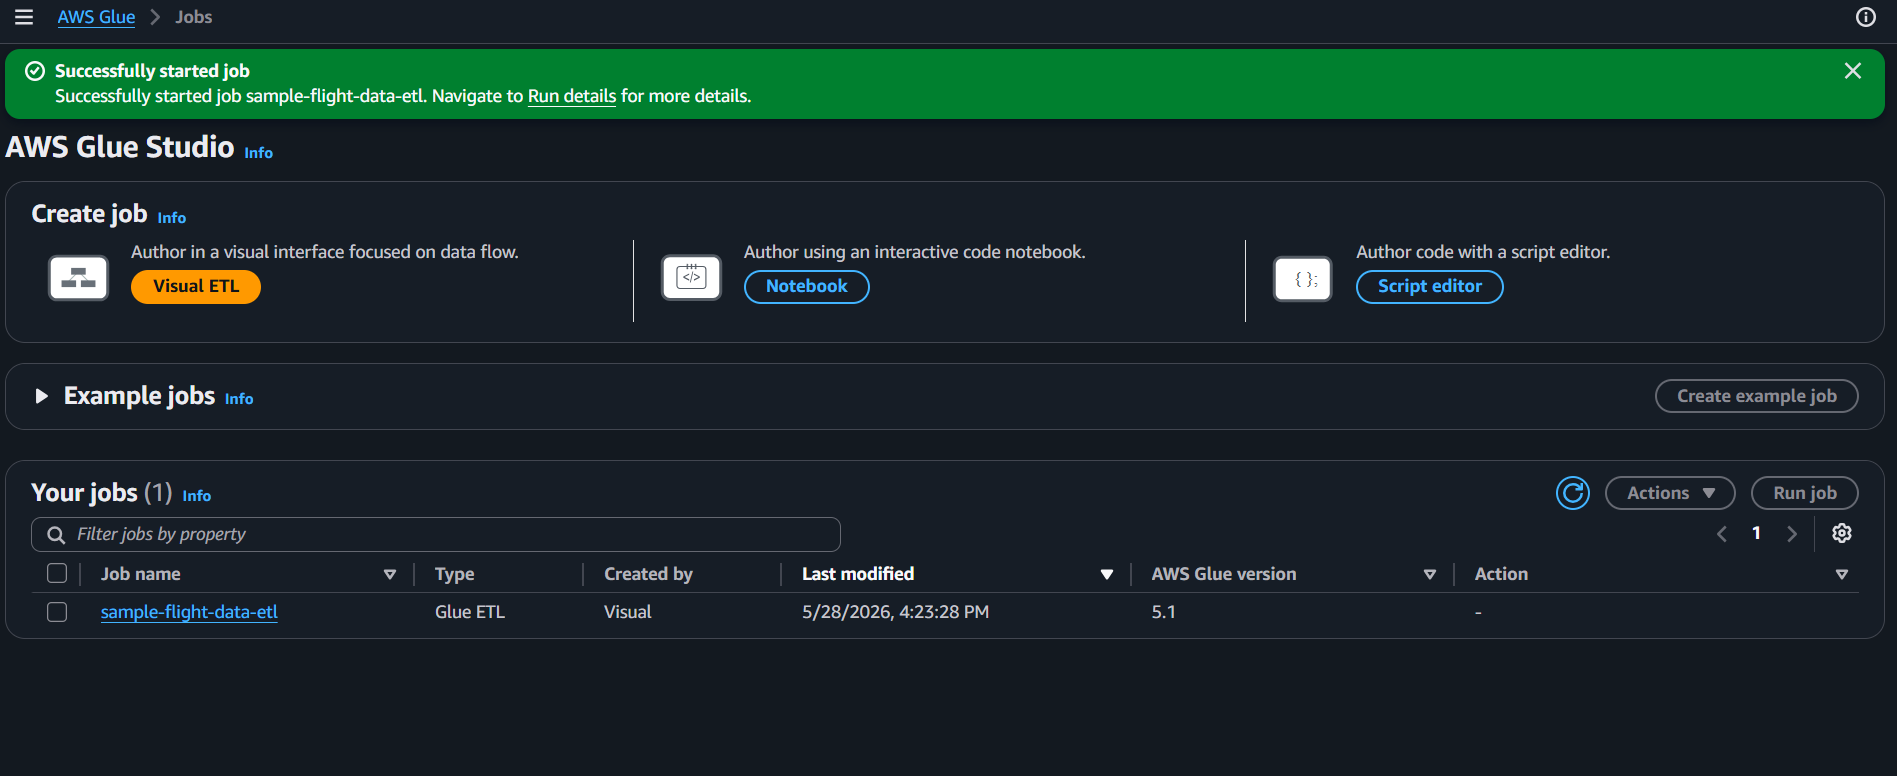 AWS Glue > Jobs
Successfully started job
Successfully started job sample-flight-data-etl. Navigate to Run details for more details.
AWS Glue Studio Info
Create job Info
Author in a visual interface focused on data flow.
Visual ETL
Author using an interactive code notebook.
Notebook
Author code with a script editor.
Script editor
Example jobs Info
Create example job
Your jobs (1) Info
Actions
Run job
Filter jobs by property
1
Job name Type Created by Last modified AWS Glue version Action
sample-flight-data-etl Glue ETL Visual 5/28/2026, 4:23:28 PM 5.1 -